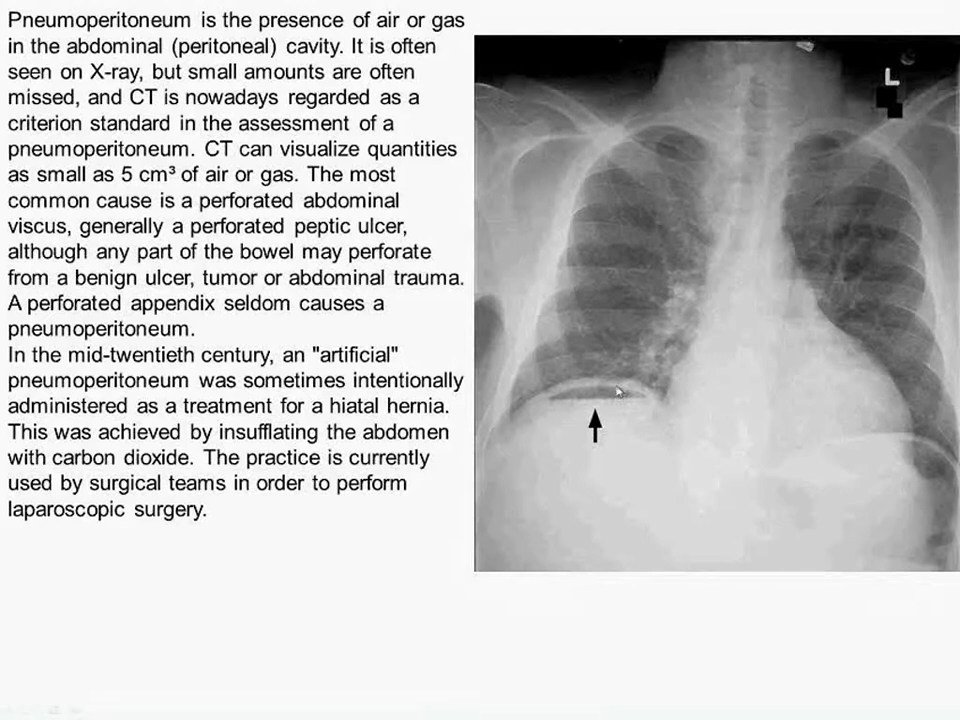 Pneumoperitoneum is the presence of air or gas
in the abdominal (peritoneal) cavity. It is often
seen on X-ray, but small amounts are often
missed, and CT is nowadays regarded as a
criterion standard in the assessment of a
pneumoperitoneum. CT can visualize quantities
as small as 5 cm³ of air or gas. The most
common cause is a perforated abdominal
viscus, generally a perforated peptic ulcer,
although any part of the bowel may perforate
from a benign ulcer, tumor or abdominal trauma.
A perforated appendix seldom causes a
pneumoperitoneum.
In the mid-twentieth century, an "artificial"
pneumoperitoneum was sometimes intentionally
administered as a treatment for a hiatal hernia.
This was achieved by insufflating the abdomen
with carbon dioxide. The practice is currently
used by surgical teams in order to perform
laparoscopic surgery.
L